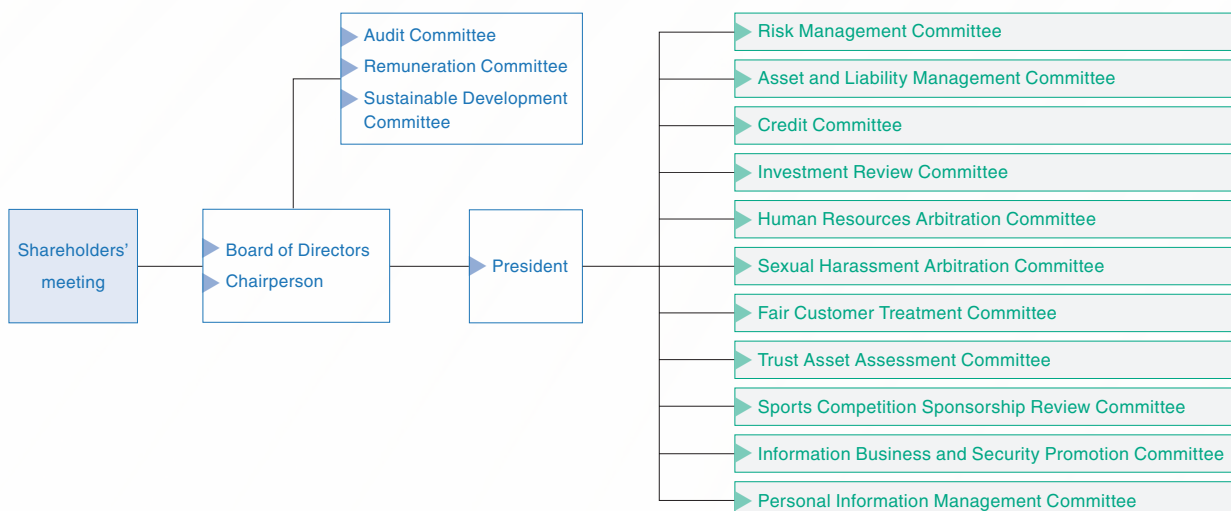 Shareholders’
meeting
Board of Directors
Chairperson
Audit Committee
Remuneration Committee
Sustainable Development
Committee
President
Risk Management Committee
Asset and Liability Management Committee
Credit Committee
Investment Review Committee
Human Resources Arbitration Committee
Sexual Harassment Arbitration Committee
Fair Customer Treatment Committee
Trust Asset Assessment Committee
Sports Competition Sponsorship Review Committee
Information Business and Security Promotion Committee
Personal Information Management Committee